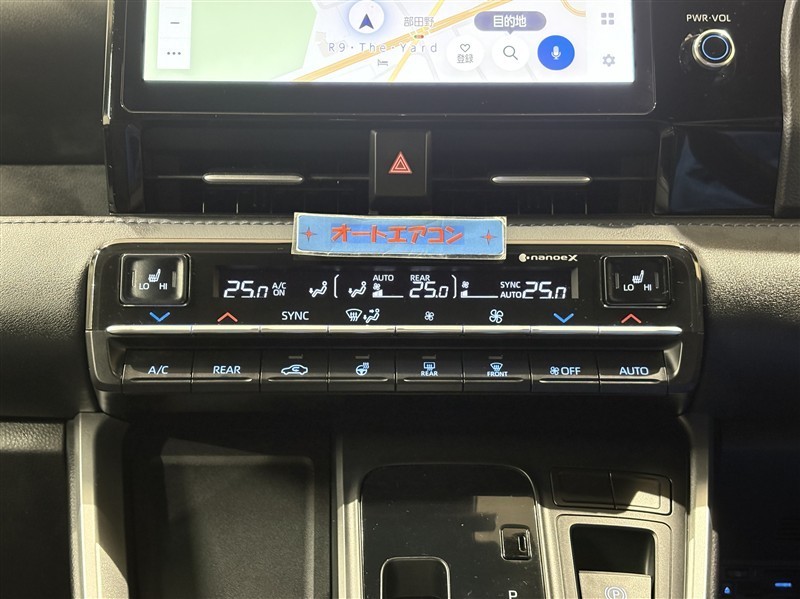 PWR·VOL
部田野
目的地
R9・The・Yard
登録
オートエアコン
nanoeX
LO HI
25.0 A/C ON
AUTO
REAR 25.0
SYNC AUTO 25.0
LO HI
SYNC
A/C
REAR
REAR
FRONT
OFF
AUTO
P
P